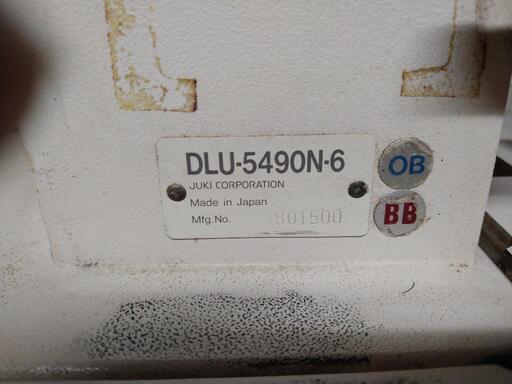 DLU-5490N-6
JUKI CORPORATION
Made in Japan
Mfg.No. S01500
OB
BB